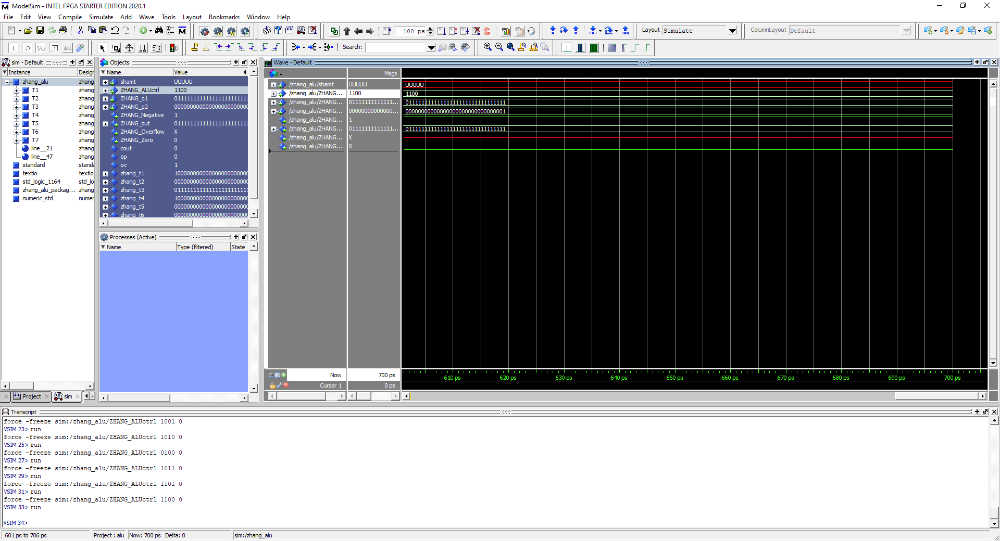 ModelSim - INTEL FPGA STARTER EDITION 2020.1
File Edit View Compile Simulate Add Wave Tools Layout Bookmarks Window Help
100 ps
Layout Simulate
ColumnLayout Default
Search:
sim - Default
Instance Design
zhang_alu zhang
T1 zhang
T2 zhang
T3 zhang
T4 zhang
T5 zhang
T6 zhang
T7 zhang
line__21 zhang
line__47 zhang
standard standa
textio textio
std_logic_1164 std_lo
zhang_alu_packag... zhang
numeric_std numer
Project sim
Objects
Name Value
shamt UUUUU
ZHANG_ALUctrl 1100
ZHANG_q1 011111111111111111111111
ZHANG_q2 000000000000000000000000
ZHANG_Negative 1
ZHANG_out 011111111111111111111111
ZHANG_Overflow X
ZHANG_Zero 0
cout 0
op 0
ov 1
zhang_t1 100000000000000000000000
zhang_t2 000000000000000000000000
zhang_t3 011111111111111111111111
zhang_t4 100000000000000000000000
zhang_t5 000000000000000000000000
zhang_t6 000000000000000000000000
Processes (Active)
Name Type (filtered) State
Wave - Default
Msgs
/zhang_alu/shamt UUUUU UUUUU
/zhang_alu/ZHANG... 1100 1100
/zhang_alu/ZHANG... 01111111111111... 01111111111111111111111111111111
/zhang_alu/ZHANG... 00000000000000... 00000000000000000000000000000001
/zhang_alu/ZHANG... 1
/zhang_alu/ZHANG... 01111111111111... 01111111111111111111111111111111
/zhang_alu/ZHANG... X
/zhang_alu/ZHANG... 0
Now 700 ps
Cursor 1 0 ps
610 ps 620 ps 630 ps 640 ps 650 ps 660 ps 670 ps 680 ps 690 ps 700 ps
Transcript
force -freeze sim:/zhang_alu/ZHANG_ALUctrl 1001 0
VSIM 23> run
force -freeze sim:/zhang_alu/ZHANG_ALUctrl 1010 0
VSIM 25> run
force -freeze sim:/zhang_alu/ZHANG_ALUctrl 0100 0
VSIM 27> run
force -freeze sim:/zhang_alu/ZHANG_ALUctrl 1011 0
VSIM 29> run
force -freeze sim:/zhang_alu/ZHANG_ALUctrl 1101 0
VSIM 31> run
force -freeze sim:/zhang_alu/ZHANG_ALUctrl 1100 0
VSIM 33> run
VSIM 34>
601 ps to 706 ps Project : alu Now: 700 ps Delta: 0 sim:/zhang_alu